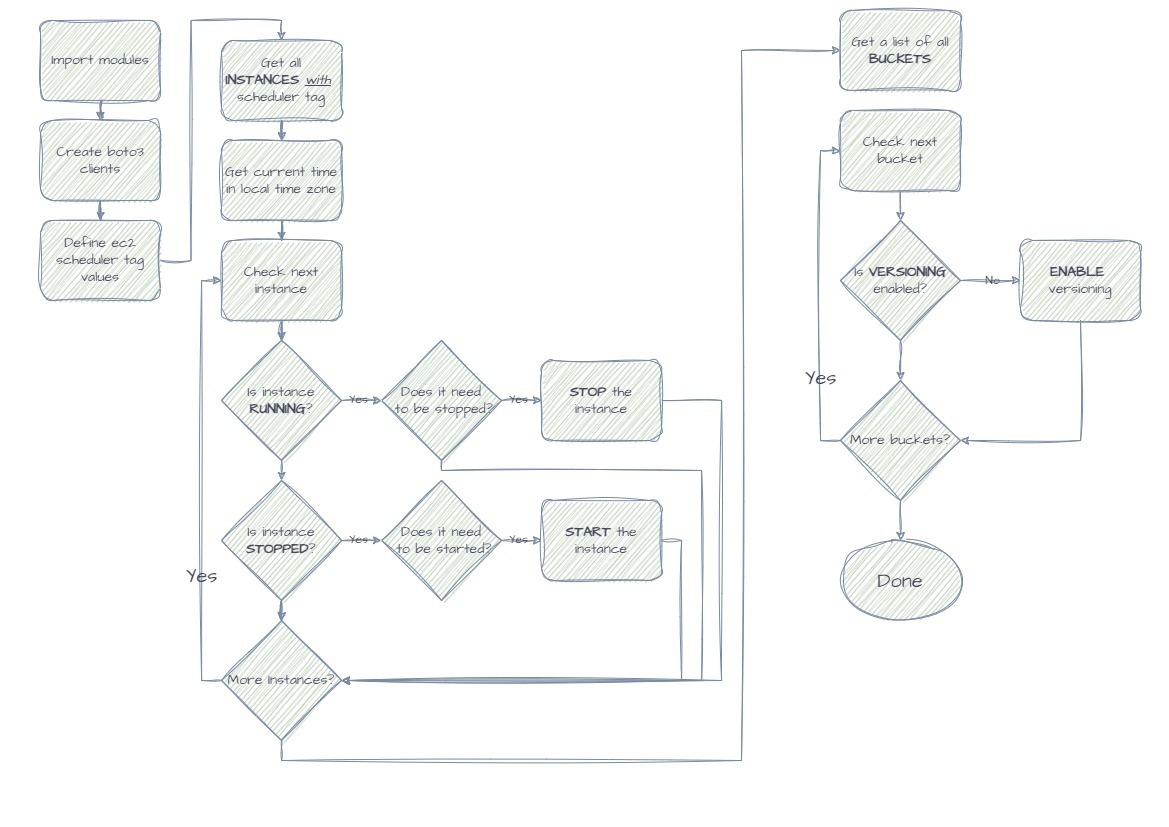 Import modules
Create boto3
clients
Define ec2
scheduler tag
values
Get all
INSTANCES with
scheduler tag
Get current time
in local time zone
Check next
instance
Is instance
RUNNING?
Yes
Does it need
to be stopped?
Yes
STOP the
instance
Is instance
STOPPED?
Yes
Does it need
to be started?
Yes
START the
instance
Yes
More Instances?
Get a list of all
BUCKETS
Check next
bucket
Is VERSIONING
enabled?
No
ENABLE
versioning
Yes
More buckets?
Done